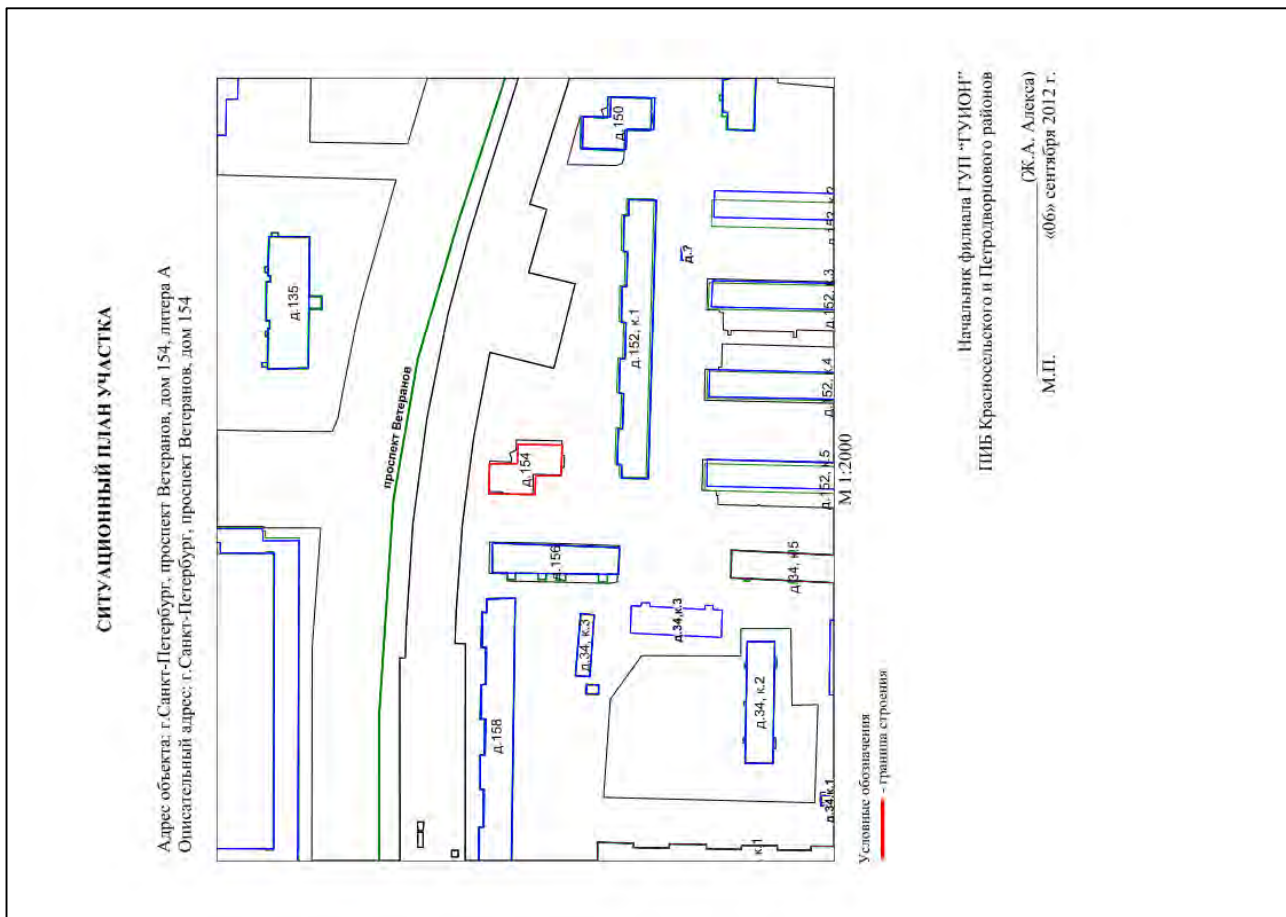 СИТУАЦИОННЫЙ ПЛАН УЧАСТКА
Адрес объекта: г.Санкт-Петербург, проспект Ветеранов, дом 154, литера А
Описательный адрес: г.Санкт-Петербург, проспект Ветеранов, дом 154
д.135
проспект Ветеранов
д.150
д.154
д.156
д.158
д.152, к.1
д.?
д.152, к.2
д.152, к.3
д.152, к.4
д.152, к.5
д.34, к.3
д.34,к.3
д.34, к.5
д.34, к.2
д.34,к.1
к.1
М 1:2000
Условные обозначения
- граница строения
Начальник филиала ГУП "ГУИОН"
ПИБ Красносельского и Петродворцового районов
(Ж.А. Алекса)
М.П. «06» сентября 2012 г.